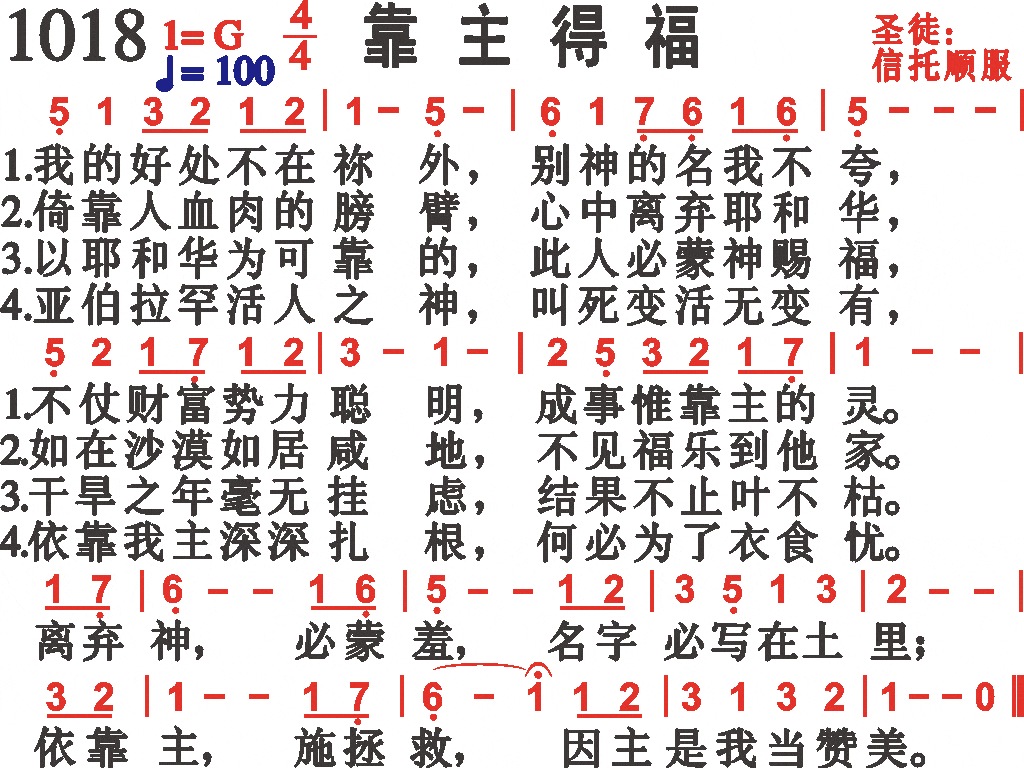 1018 1=G 4/4 靠主得福 圣徒：
♩=100 信托顺服
5 1 3 2 1 2 | 1 - 5 - | 6 1 7 6 1 6 | 5 - - - |
1.我的好处不在祢 外，别神的名我不 夸，
2.倚靠人血肉的膀 臂，心中离弃耶和 华，
3.以耶和华为可靠 的，此人必蒙神赐 福，
4.亚伯拉罕活人之 神，叫死变活无变 有，
5 2 1 7 1 2 | 3 - 1 - | 2 5 3 2 1 7 | 1 - - |
1.不仗财富势力聪 明，成事惟靠主的 灵。
2.如在沙漠如居咸 地，不见福乐到他 家。
3.干旱之年毫无挂 虑，结果不止叶不 枯。
4.依靠我主深深扎 根，何必为了衣食 忧。
1 7 | 6 - - 1 6 | 5 - - 1 2 | 3 5 1 3 | 2 - - |
离弃 神， 必蒙 羞， 名字 必写在土 里；
3 2 | 1 - - 1 7 | 6 - 1 1 2 | 3 1 3 2 | 1 - - 0
依靠 主， 施拯 救， 因主 是我当赞 美。